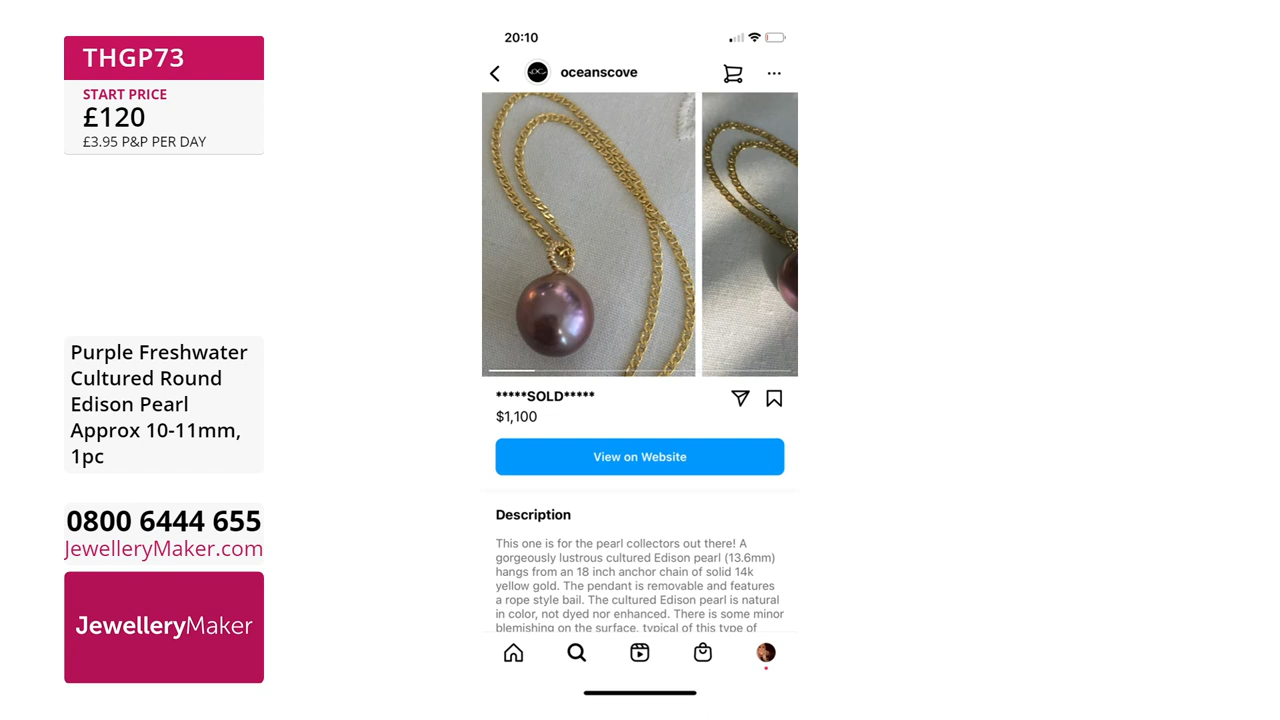 THGP73
START PRICE
£120
£3.95 P&P PER DAY
Purple Freshwater
Cultured Round
Edison Pearl
Approx 10-11mm,
1pc
0800 6444 655
JewelleryMaker.com
JewelleryMaker
20:10
oceanscove
*****SOLD*****
$1,100
View on Website
Description
This one is for the pearl collectors out there! A
gorgeously lustrous cultured Edison pearl (13.6mm)
hangs from an 18 inch anchor chain of solid 14k
yellow gold. The pendant is removable and features
a rope style bail. The cultured Edison pearl is natural
in color, not dyed nor enhanced. There is some minor
blemishing on the surface, typical of this type of